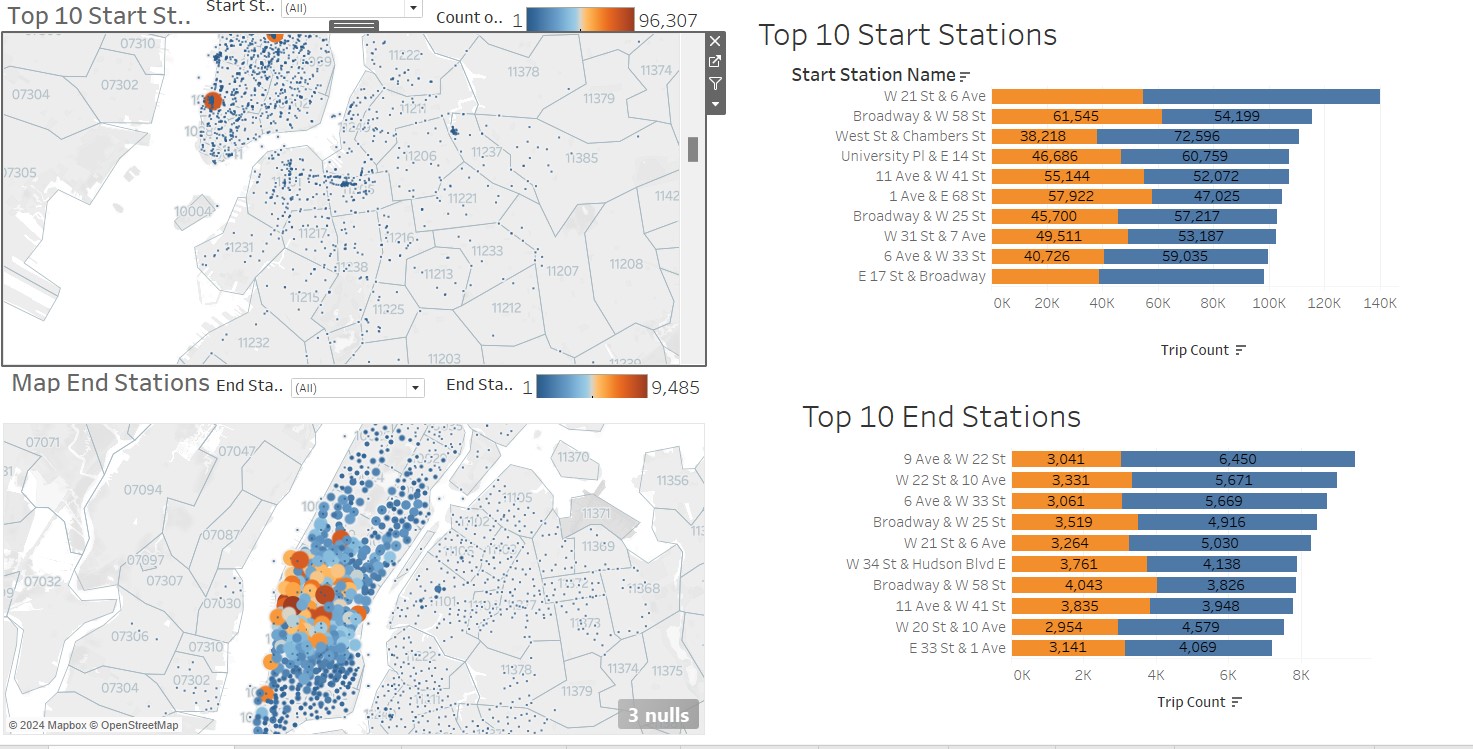 Top 10 Start St..
Start St..
(All)
Count o..
1
96,307
07310
07302
07304
07305
10004
11222
11378
11374
11379
11206
11237
11385
11221
11231
11217
11216
11233
11238
11213
11207
11208
11215
11225
11212
11232
11203
Map End Stations
End Sta..
(All)
End Sta..
1
9,485
07071
07047
07094
07087
07097
07032
07307
07030
07306
07310
07304
07302
11370
11356
11105
11371
11369
11368
11101
11372
11373
11378
11374
11375
11379
© 2024 Mapbox © OpenStreetMap
3 nulls
Top 10 Start Stations
Start Station Name
W 21 St & 6 Ave
Broadway & W 58 St 61,545 54,199
West St & Chambers St 38,218 72,596
University Pl & E 14 St 46,686 60,759
11 Ave & W 41 St 55,144 52,072
1 Ave & E 68 St 57,922 47,025
Broadway & W 25 St 45,700 57,217
W 31 St & 7 Ave 49,511 53,187
6 Ave & W 33 St 40,726 59,035
E 17 St & Broadway
0K 20K 40K 60K 80K 100K 120K 140K
Trip Count
Top 10 End Stations
9 Ave & W 22 St 3,041 6,450
W 22 St & 10 Ave 3,331 5,671
6 Ave & W 33 St 3,061 5,669
Broadway & W 25 St 3,519 4,916
W 21 St & 6 Ave 3,264 5,030
W 34 St & Hudson Blvd E 3,761 4,138
Broadway & W 58 St 4,043 3,826
11 Ave & W 41 St 3,835 3,948
W 20 St & 10 Ave 2,954 4,579
E 33 St & 1 Ave 3,141 4,069
0K 2K 4K 6K 8K
Trip Count